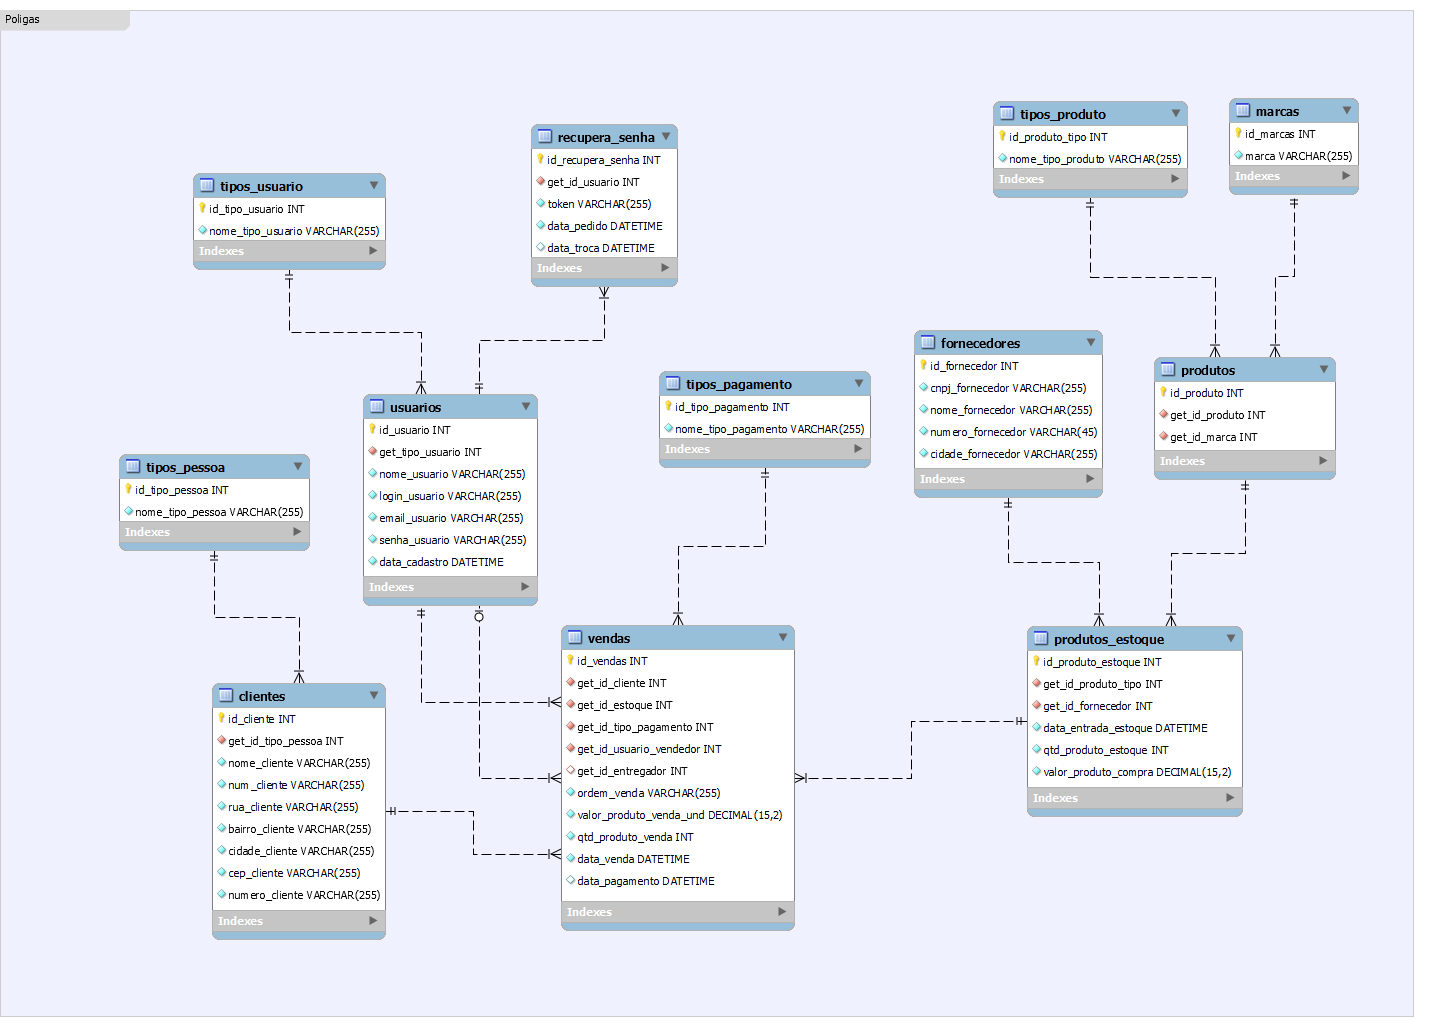 Poligas
tipos_usuario
id_tipo_usuario INT
nome_tipo_usuario VARCHAR(255)
Indexes
recupera_senha
id_recupera_senha INT
get_id_usuario INT
token VARCHAR(255)
data_pedido DATETIME
data_troca DATETIME
Indexes
tipos_produto
id_produto_tipo INT
nome_tipo_produto VARCHAR(255)
Indexes
marcas
id_marcas INT
marca VARCHAR(255)
Indexes
tipos_pessoa
id_tipo_pessoa INT
nome_tipo_pessoa VARCHAR(255)
Indexes
usuarios
id_usuario INT
get_tipo_usuario INT
nome_usuario VARCHAR(255)
login_usuario VARCHAR(255)
email_usuario VARCHAR(255)
senha_usuario VARCHAR(255)
data_cadastro DATETIME
Indexes
tipos_pagamento
id_tipo_pagamento INT
nome_tipo_pagamento VARCHAR(255)
Indexes
fornecedores
id_fornecedor INT
cnpj_fornecedor VARCHAR(255)
nome_fornecedor VARCHAR(255)
numero_fornecedor VARCHAR(45)
cidade_fornecedor VARCHAR(255)
Indexes
produtos
id_produto INT
get_id_produto INT
get_id_marca INT
Indexes
clientes
id_cliente INT
get_id_tipo_pessoa INT
nome_cliente VARCHAR(255)
num_cliente VARCHAR(255)
rua_cliente VARCHAR(255)
bairro_cliente VARCHAR(255)
cidade_cliente VARCHAR(255)
cep_cliente VARCHAR(255)
numero_cliente VARCHAR(255)
Indexes
vendas
id_vendas INT
get_id_cliente INT
get_id_estoque INT
get_id_tipo_pagamento INT
get_id_usuario_vendedor INT
get_id_entregador INT
ordem_venda VARCHAR(255)
valor_produto_venda_und DECIMAL(15,2)
qtd_produto_venda INT
data_venda DATETIME
data_pagamento DATETIME
Indexes
produtos_estoque
id_produto_estoque INT
get_id_produto_tipo INT
get_id_fornecedor INT
data_entrada_estoque DATETIME
qtd_produto_estoque INT
valor_produto_compra DECIMAL(15,2)
Indexes